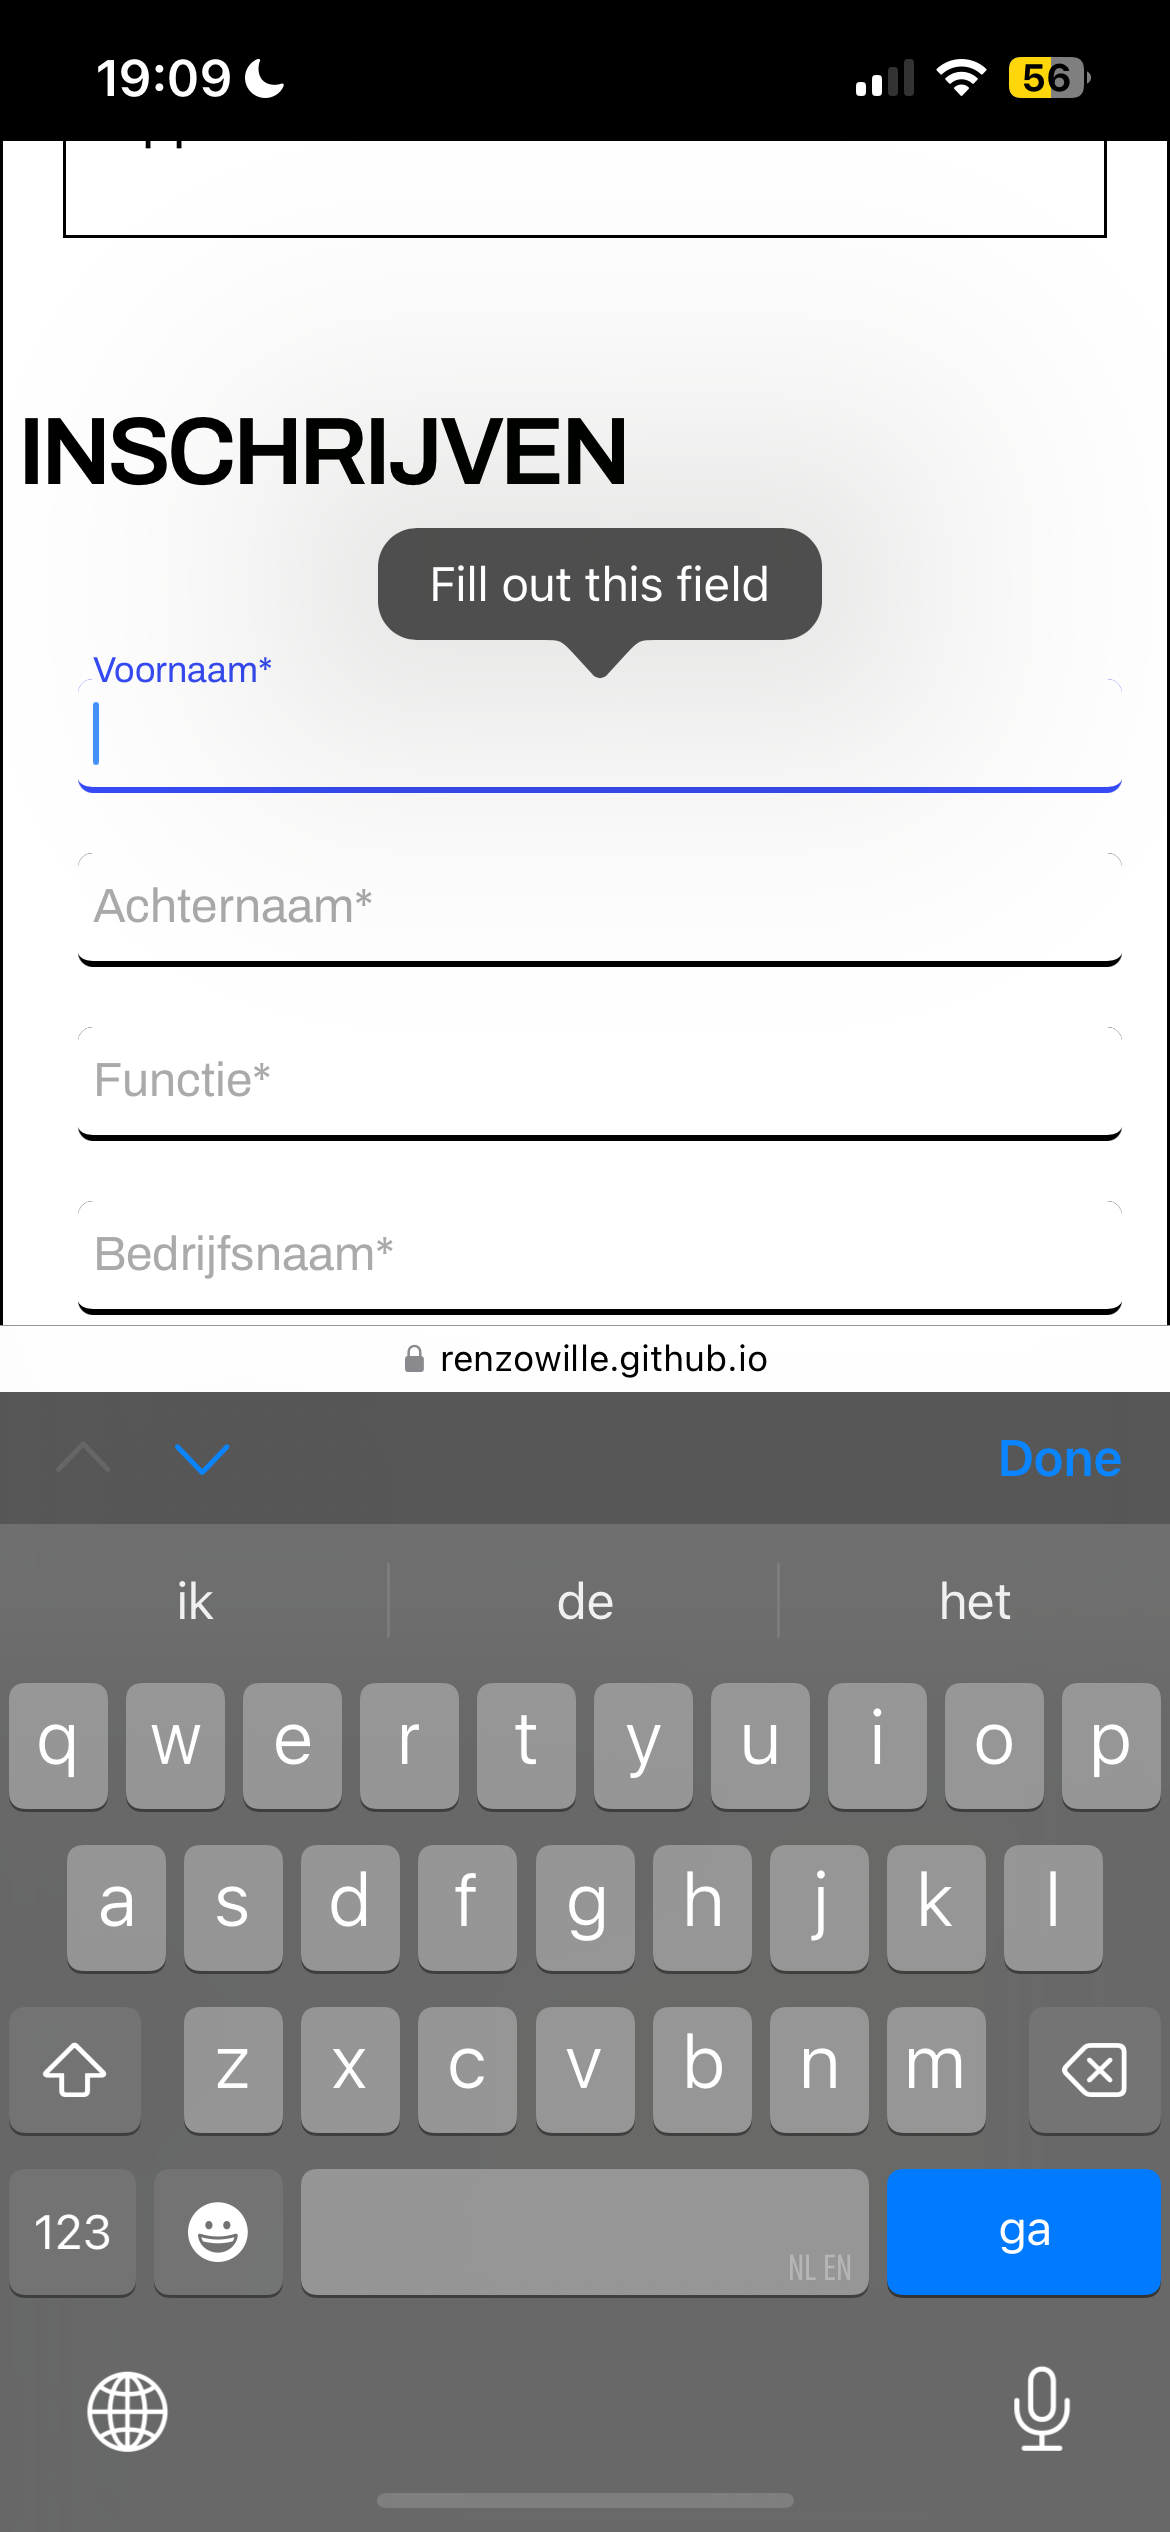 19:09
56
INSCHRIJVEN
Fill out this field
Voornaam*
Achternaam*
Functie*
Bedrijfsnaam*
renzowille.github.io
Done
ik de het
q w e r t y u i o p
a s d f g h j k l
z x c v b n m
123 NL EN ga